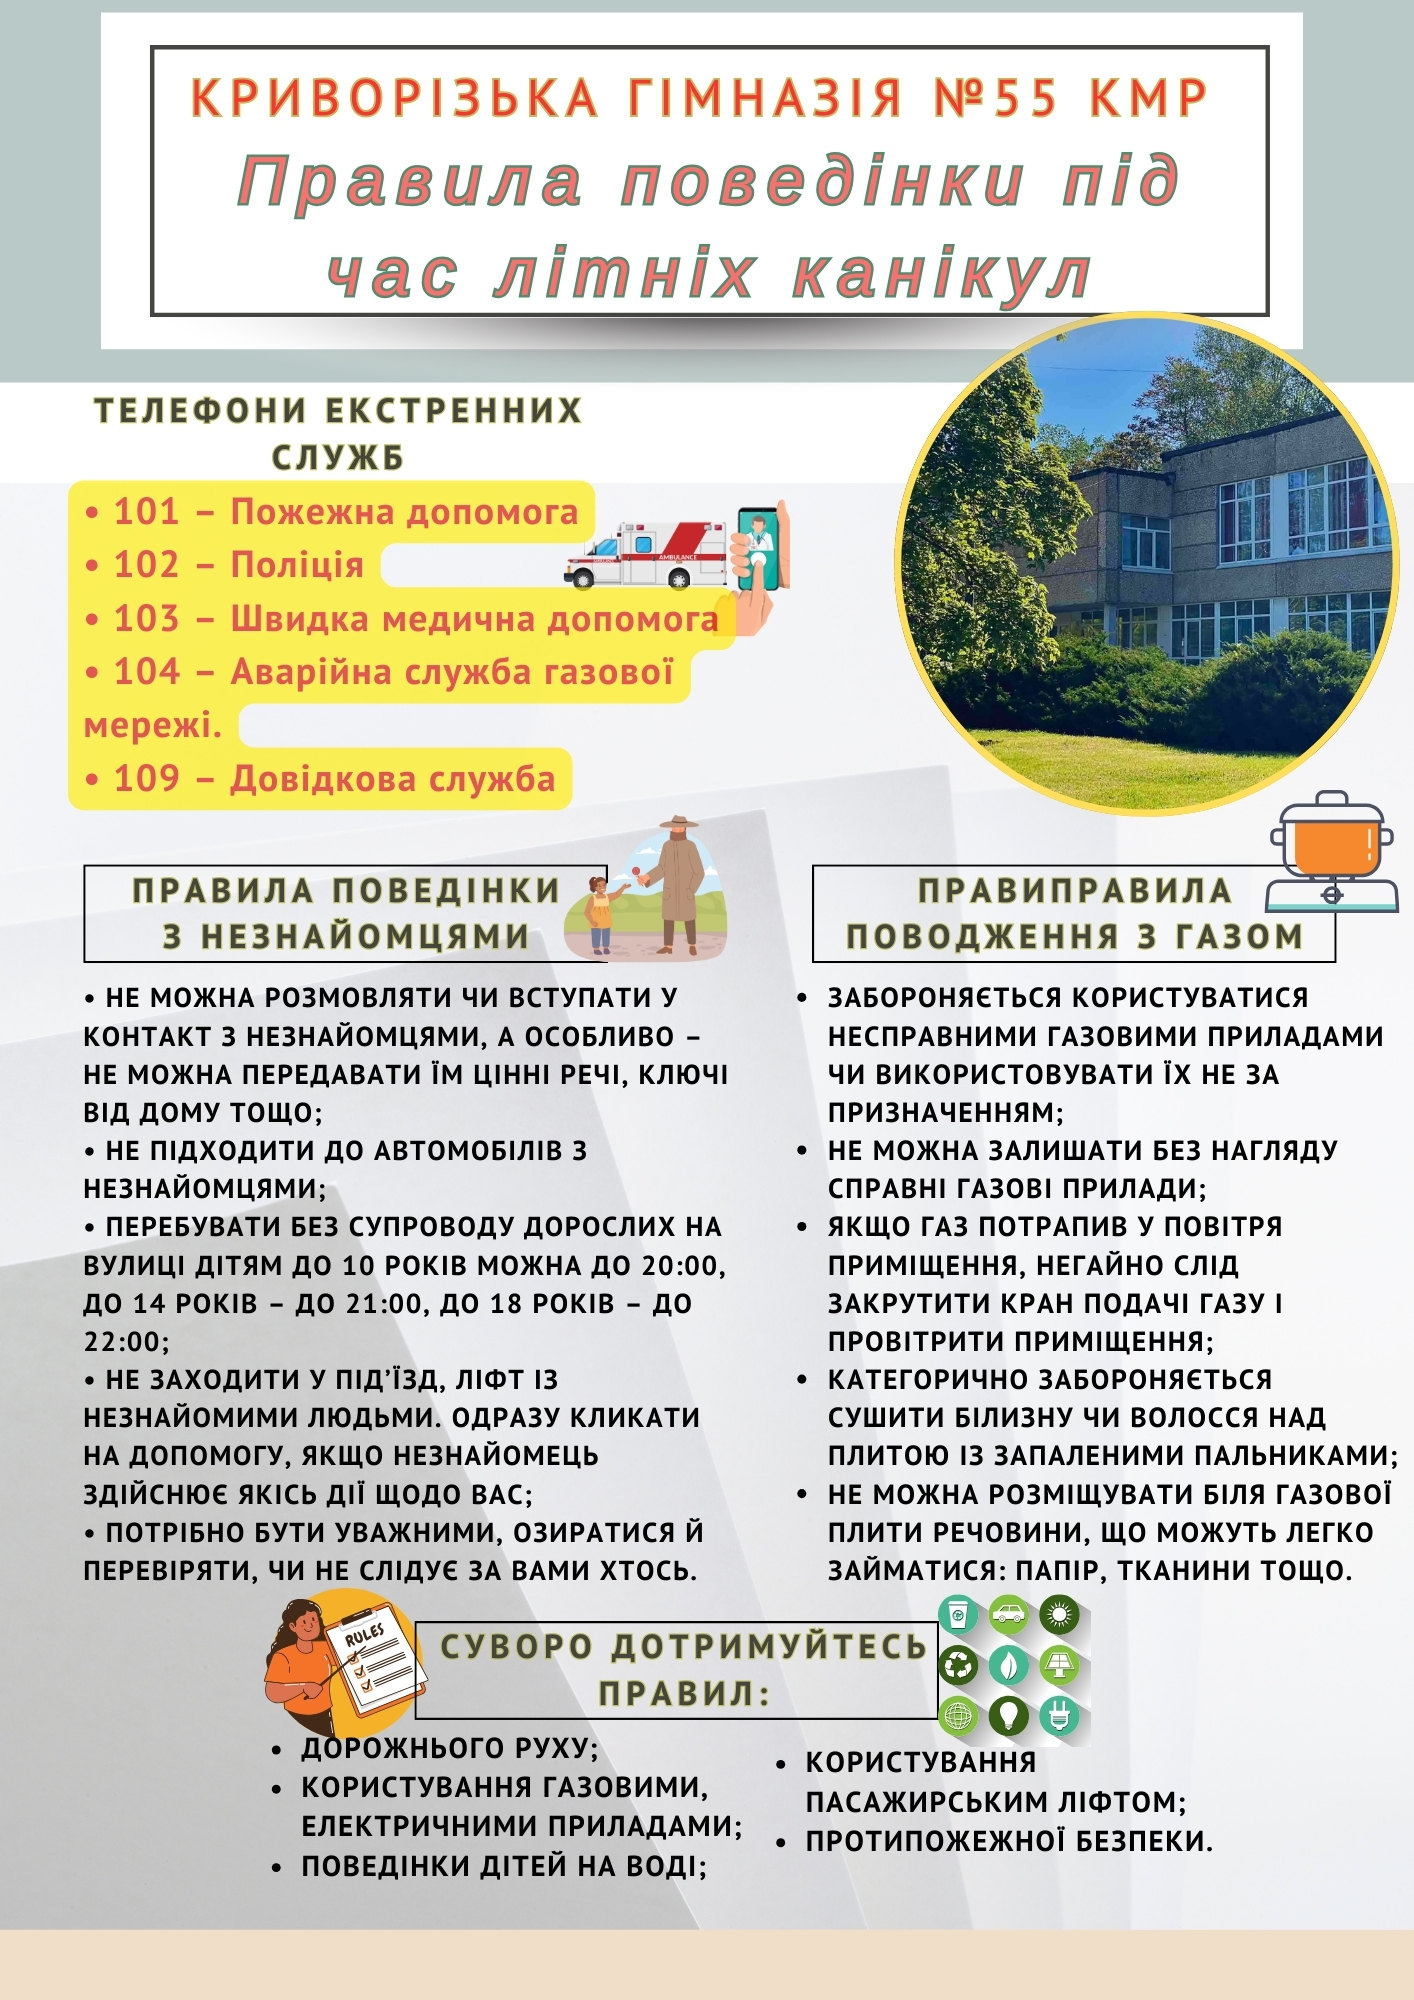 КРИВОРІЗЬКА ГІМНАЗІЯ №55 КМР
Правила поведінки під
час літніх канікул
ТЕЛЕФОНИ ЕКСТРЕННИХ
СЛУЖБ
• 101 – Пожежна допомога
• 102 – Поліція
• 103 – Швидка медична допомога
• 104 – Аварійна служба газової
мережі.
• 109 – Довідкова служба
AMBULANCE
ПРАВИЛА ПОВЕДІНКИ
З НЕЗНАЙОМЦЯМИ
• НЕ МОЖНА РОЗМОВЛЯТИ ЧИ ВСТУПАТИ У
КОНТАКТ З НЕЗНАЙОМЦЯМИ, А ОСОБЛИВО –
НЕ МОЖНА ПЕРЕДАВАТИ ЇМ ЦІННІ РЕЧІ, КЛЮЧІ
ВІД ДОМУ ТОЩО;
• НЕ ПІДХОДИТИ ДО АВТОМОБІЛІВ З
НЕЗНАЙОМЦЯМИ;
• ПЕРЕБУВАТИ БЕЗ СУПРОВОДУ ДОРОСЛИХ НА
ВУЛИЦІ ДІТЯМ ДО 10 РОКІВ МОЖНА ДО 20:00,
ДО 14 РОКІВ – ДО 21:00, ДО 18 РОКІВ – ДО
22:00;
• НЕ ЗАХОДИТИ У ПІД’ЇЗД, ЛІФТ ІЗ
НЕЗНАЙОМИМИ ЛЮДЬМИ. ОДРАЗУ КЛИКАТИ
НА ДОПОМОГУ, ЯКЩО НЕЗНАЙОМЕЦЬ
ЗДІЙСНЮЄ ЯКІСЬ ДІЇ ЩОДО ВАС;
• ПОТРІБНО БУТИ УВАЖНИМИ, ОЗИРАТИСЯ Й
ПЕРЕВІРЯТИ, ЧИ НЕ СЛІДУЄ ЗА ВАМИ ХТОСЬ.
ПРАВИПРАВИЛА
ПОВОДЖЕННЯ З ГАЗОМ
• ЗАБОРОНЯЄТЬСЯ КОРИСТУВАТИСЯ
НЕСПРАВНИМИ ГАЗОВИМИ ПРИЛАДАМИ
ЧИ ВИКОРИСТОВУВАТИ ЇХ НЕ ЗА
ПРИЗНАЧЕННЯМ;
• НЕ МОЖНА ЗАЛИШАТИ БЕЗ НАГЛЯДУ
СПРАВНІ ГАЗОВІ ПРИЛАДИ;
• ЯКЩО ГАЗ ПОТРАПИВ У ПОВІТРЯ
ПРИМІЩЕННЯ, НЕГАЙНО СЛІД
ЗАКРУТИТИ КРАН ПОДАЧІ ГАЗУ І
ПРОВІТРИТИ ПРИМІЩЕННЯ;
• КАТЕГОРИЧНО ЗАБОРОНЯЄТЬСЯ
СУШИТИ БІЛИЗНУ ЧИ ВОЛОССЯ НАД
ПЛИТОЮ ІЗ ЗАПАЛЕНИМИ ПАЛЬНИКАМИ;
• НЕ МОЖНА РОЗМІЩУВАТИ БІЛЯ ГАЗОВОЇ
ПЛИТИ РЕЧОВИНИ, ЩО МОЖУТЬ ЛЕГКО
ЗАЙМАТИСЯ: ПАПІР, ТКАНИНИ ТОЩО.
RULES
СУВОРО ДОТРИМУЙТЕСЬ
ПРАВИЛ:
• ДОРОЖНЬОГО РУХУ;
• КОРИСТУВАННЯ ГАЗОВИМИ,
ЕЛЕКТРИЧНИМИ ПРИЛАДАМИ;
• ПОВЕДІНКИ ДІТЕЙ НА ВОДІ;
• КОРИСТУВАННЯ
ПАСАЖИРСЬКИМ ЛІФТОМ;
• ПРОТИПОЖЕЖНОЇ БЕЗПЕКИ.